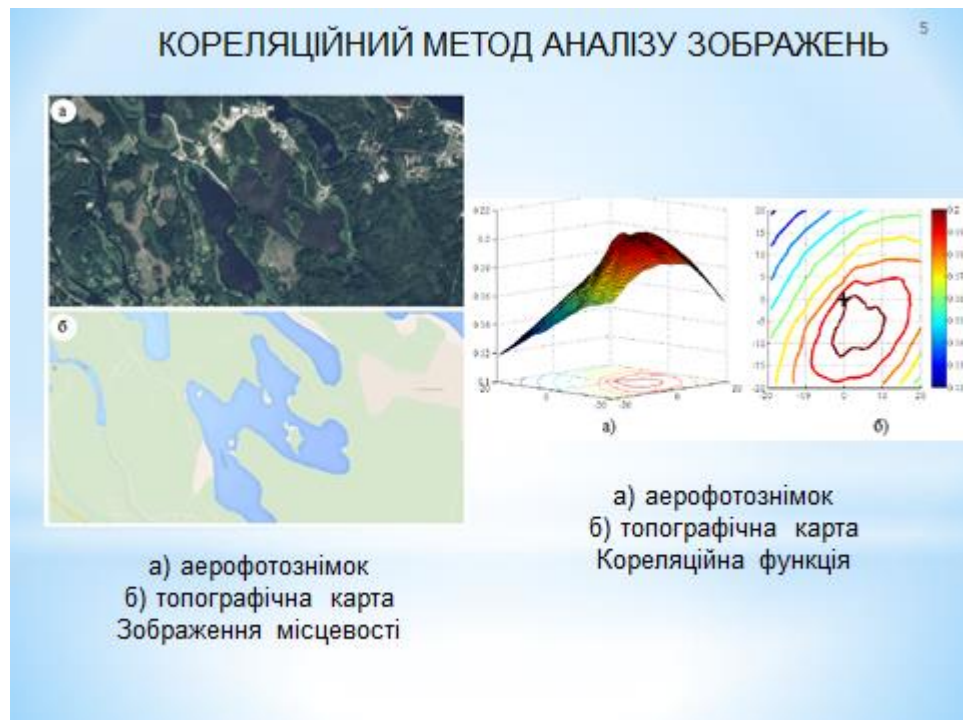 5
КОРЕЛЯЦІЙНИЙ МЕТОД АНАЛІЗУ ЗОБРАЖЕНЬ
а
б
а) б)
а) аерофотознімок
б) топографічна карта
Зображення місцевості
а) аерофотознімок
б) топографічна карта
Кореляційна функція